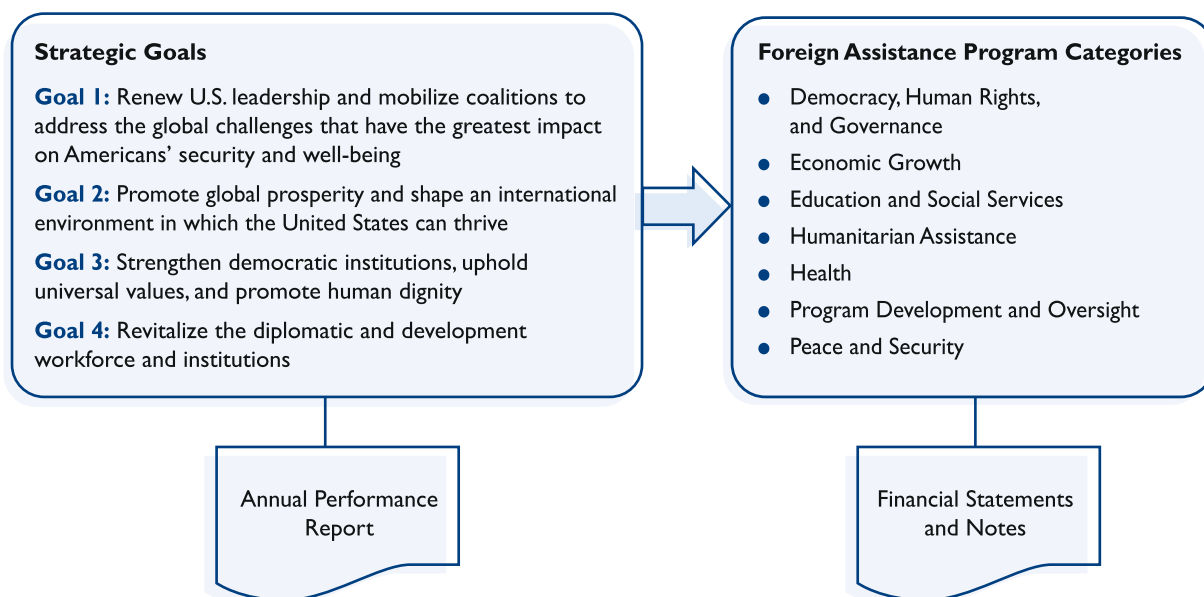 Strategic Goals
Goal 1: Renew U.S. leadership and mobilize coalitions to
address the global challenges that have the greatest impact
on Americans’ security and well-being
Goal 2: Promote global prosperity and shape an international
environment in which the United States can thrive
Goal 3: Strengthen democratic institutions, uphold
universal values, and promote human dignity
Goal 4: Revitalize the diplomatic and development
workforce and institutions
Foreign Assistance Program Categories
● Democracy, Human Rights,
and Governance
● Economic Growth
● Education and Social Services
● Humanitarian Assistance
● Health
● Program Development and Oversight
● Peace and Security
Annual Performance
Report
Financial Statements
and Notes